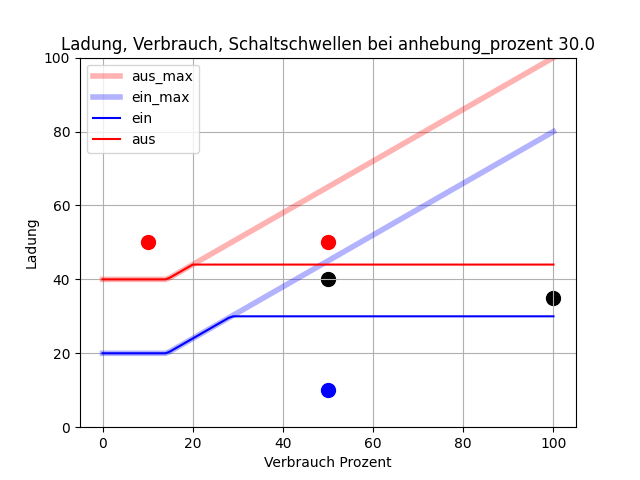 Ladung, Verbrauch, Schaltschwellen bei anhebung_prozent 30.0
aus_max
ein_max
ein
aus
Ladung
100
80
60
40
20
0
0 20 40 60 80 100
Verbrauch Prozent